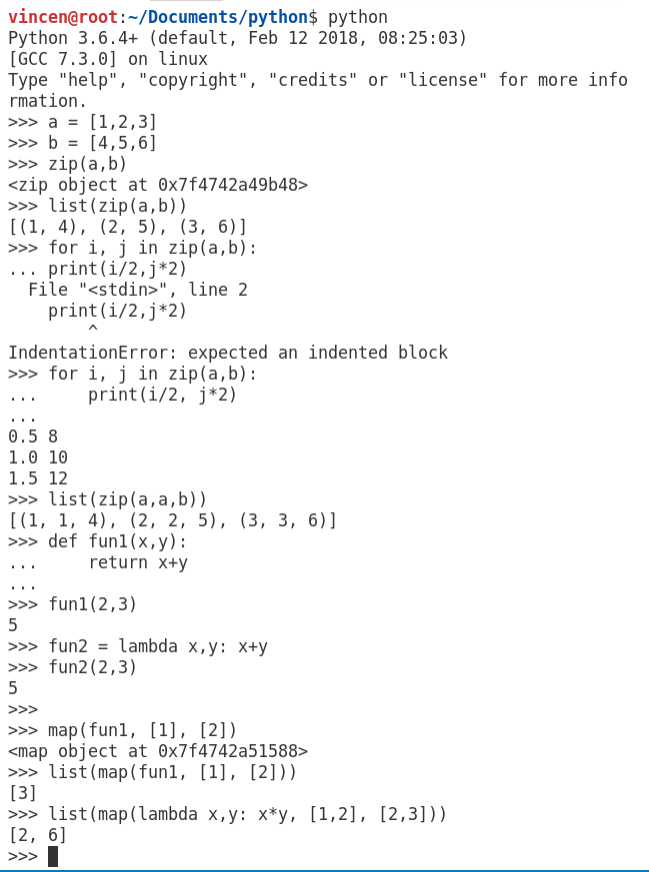 vincen@root:~/Documents/python$ python
Python 3.6.4+ (default, Feb 12 2018, 08:25:03)
[GCC 7.3.0] on linux
Type "help", "copyright", "credits" or "license" for more info
rmation.
>>> a = [1,2,3]
>>> b = [4,5,6]
>>> zip(a,b)
<zip object at 0x7f4742a49b48>
>>> list(zip(a,b))
[(1, 4), (2, 5), (3, 6)]
>>> for i, j in zip(a,b):
... print(i/2,j*2)
  File "<stdin>", line 2
    print(i/2,j*2)
        ^
IndentationError: expected an indented block
>>> for i, j in zip(a,b):
...     print(i/2, j*2)
...
0.5 8
1.0 10
1.5 12
>>> list(zip(a,a,b))
[(1, 1, 4), (2, 2, 5), (3, 3, 6)]
>>> def fun1(x,y):
...     return x+y
...
>>> fun1(2,3)
5
>>> fun2 = lambda x,y: x+y
>>> fun2(2,3)
5
>>>
>>> map(fun1, [1], [2])
<map object at 0x7f4742a51588>
>>> list(map(fun1, [1], [2]))
[3]
>>> list(map(lambda x,y: x*y, [1,2], [2,3]))
[2, 6]
>>>